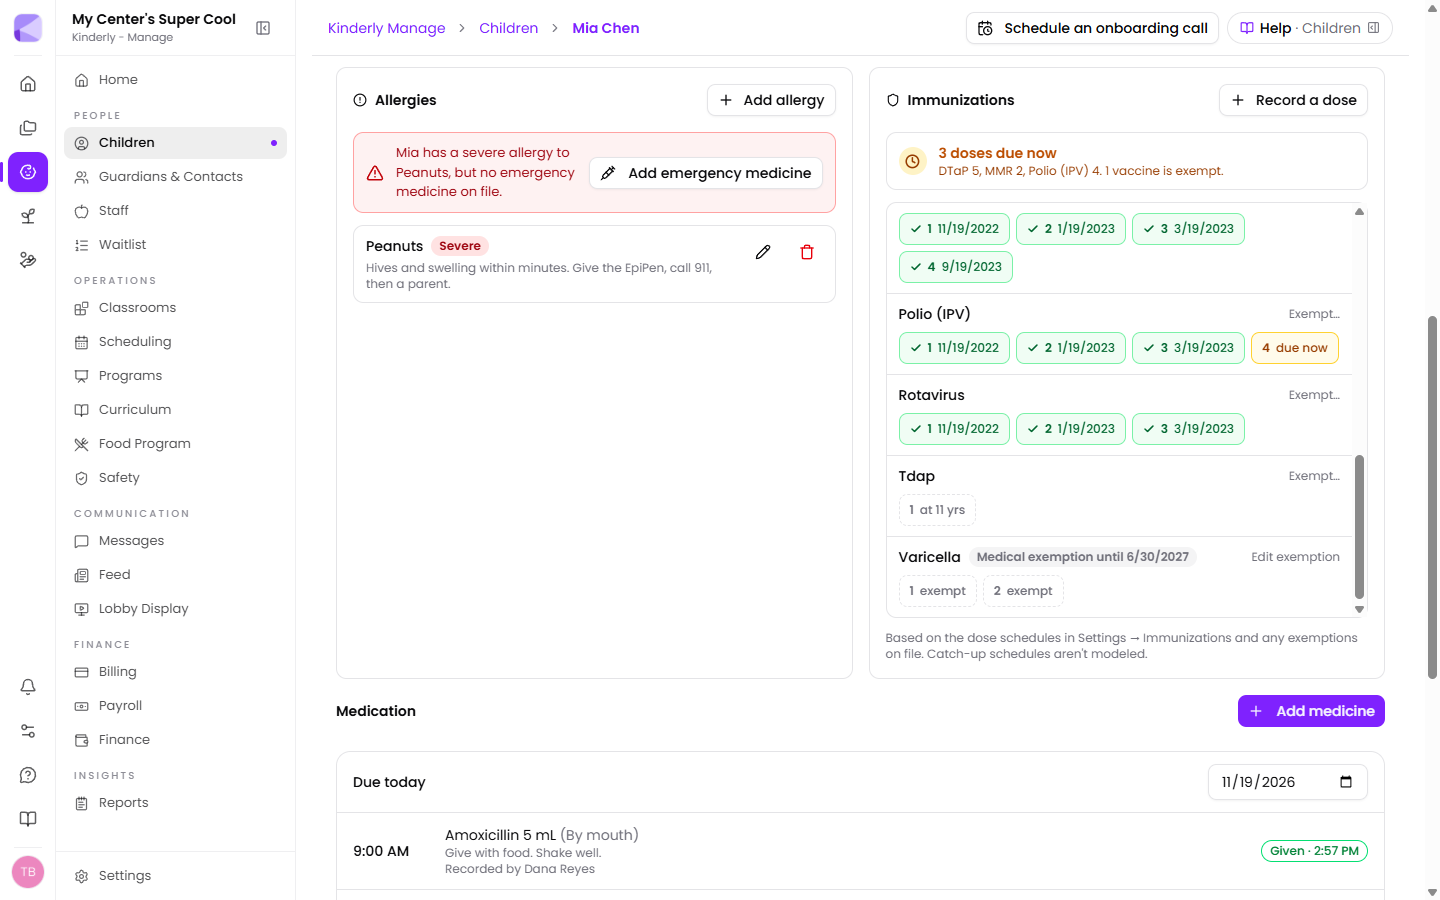 My Center's Super Cool
Kinderly - Manage
Home
PEOPLE
Children
Guardians & Contacts
Staff
Waitlist
OPERATIONS
Classrooms
Scheduling
Programs
Curriculum
Food Program
Safety
COMMUNICATION
Messages
Feed
Lobby Display
FINANCE
Billing
Payroll
Finance
INSIGHTS
Reports
Settings
TB
Kinderly Manage > Children > Mia Chen
Schedule an onboarding call
Help · Children
Allergies
Add allergy
Mia has a severe allergy to
Peanuts, but no emergency
medicine on file.
Add emergency medicine
Peanuts Severe
Hives and swelling within minutes. Give the EpiPen, call 911,
then a parent.
Immunizations
Record a dose
3 doses due now
DTaP 5, MMR 2, Polio (IPV) 4. 1 vaccine is exempt.
1 11/19/2022 2 1/19/2023 3 3/19/2023
4 9/19/2023
Polio (IPV) Exempt...
1 11/19/2022 2 1/19/2023 3 3/19/2023 4 due now
Rotavirus Exempt...
1 11/19/2022 2 1/19/2023 3 3/19/2023
Tdap Exempt...
1 at 11 yrs
Varicella Medical exemption until 6/30/2027 Edit exemption
1 exempt 2 exempt
Based on the dose schedules in Settings → Immunizations and any exemptions
on file. Catch-up schedules aren't modeled.
Medication
Add medicine
Due today
11/19/2026
9:00 AM
Amoxicillin 5 mL (By mouth)
Give with food. Shake well.
Recorded by Dana Reyes
Given · 2:57 PM